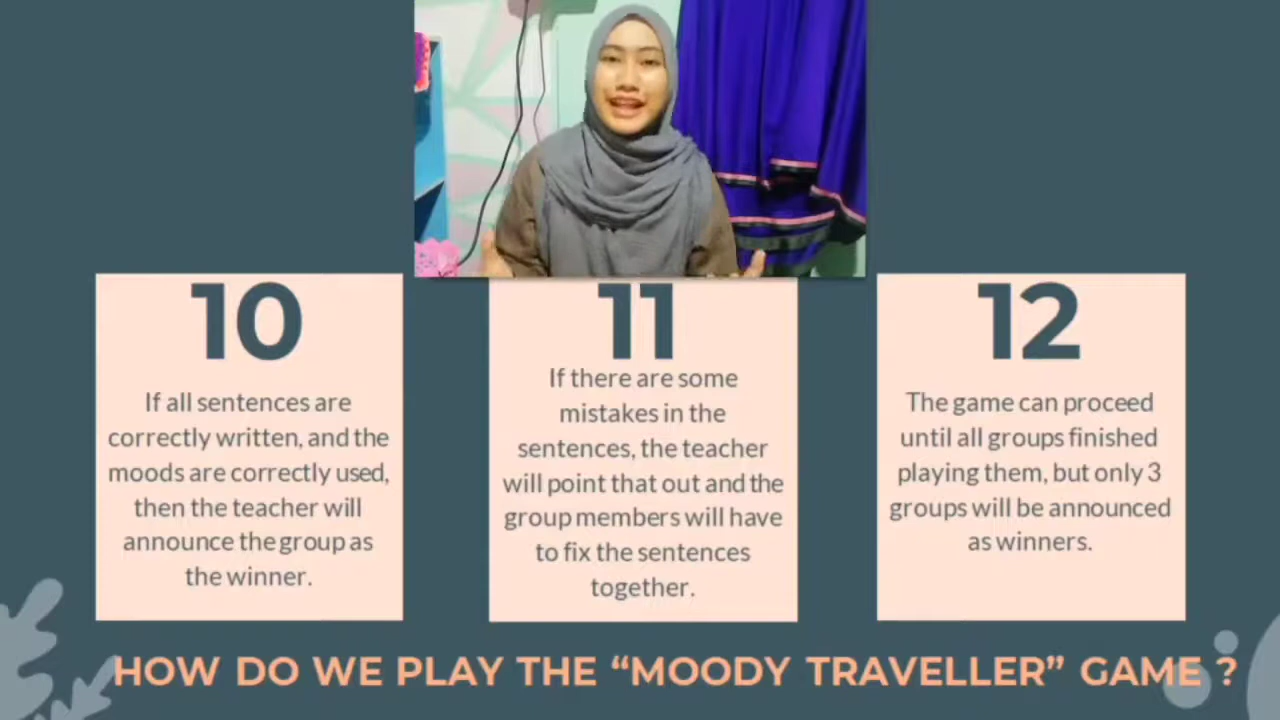 10
If all sentences are
correctly written, and the
moods are correctly used,
then the teacher will
announce the group as
the winner.
11
If there are some
mistakes in the
sentences, the teacher
will point that out and the
group members will have
to fix the sentences
together.
12
The game can proceed
until all groups finished
playing them, but only 3
groups will be announced
as winners.
HOW DO WE PLAY THE “MOODY TRAVELLER” GAME ?